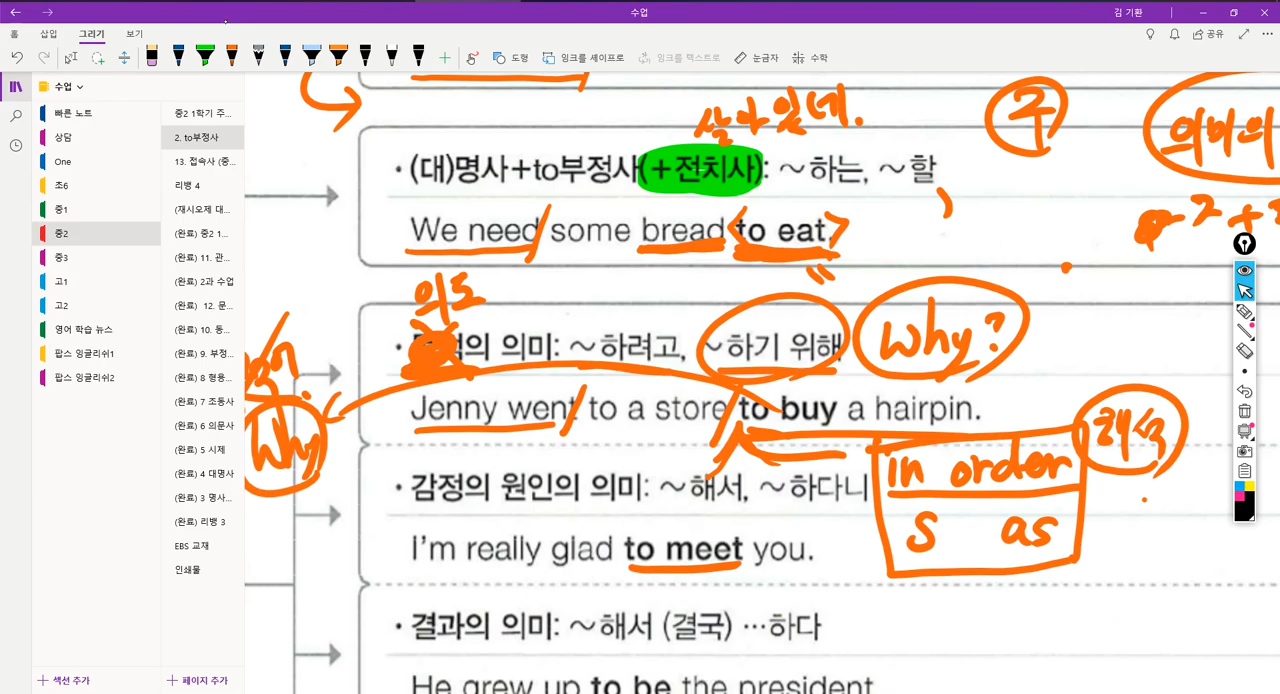 수업
김 기환
홈 삽입 그리기 보기
공유
도형 잉크를 셰이프로 잉크를 텍스트로 눈금자 수학
수업
빠른 노트
상담
One
초6
중1
중2
중3
고1
고2
영어 학습 뉴스
팝스 잉글리쉬1
팝스 잉글리쉬2
섹션 추가
중2 1학기 주...
2. to부정사
13. 접속사 (중...
리뱅 4
(재시오제 대...
(완료) 중2 1...
(완료) 11. 관...
(완료) 2과 수업
(완료) 12. 문...
(완료) 10. 동...
(완료) 9. 부정...
(완료) 8 형용...
(완료) 7 조동사
(완료) 6 의문사
(완료) 5 시제
(완료) 4 대명사
(완료) 3 명사...
(완료) 리뱅 3
EBS 교재
인쇄물
페이지 추가
살아있네.
구
• (대)명사+to부정사(+전치사): ~하는, ~할
We need some bread to eat.
의도
의 의미: ~하려고, ~하기 위해
Why?
Jenny went to a store to buy a hairpin.
Why
in order
S as
• 감정의 원인의 의미: ~해서, ~하다니
I'm really glad to meet you.
• 결과의 의미: ~해서 (결국) …하다
He grew up to be the president